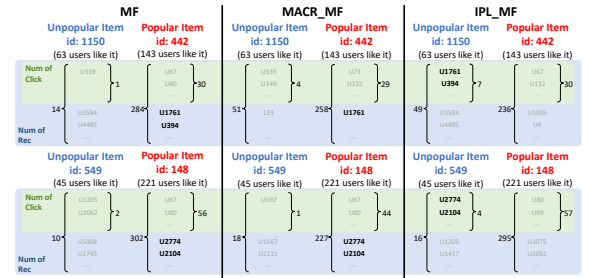 MF
MACR_MF
IPL_MF
Unpopular Item Popular Item Unpopular Item Popular Item Unpopular Item Popular Item
id: 1150 id: 442 id: 1150 id: 442 id: 1150 id: 442
(63 users like it) (143 users like it) (63 users like it) (143 users like it) (63 users like it) (143 users like it)
Num of
Click
U339 U67 U339 U73 U1761 U67
1 U80 30 U349 4 U132 29 U394 7 U132 30
... ... ... ... ... ...
14 284 51 258 49 236
U3584 U1761 123 U1761 U3584 U1026
U4485 U394 U4485 U4
... ... ... ... ... ...
Num of
Rec
Unpopular Item Popular Item Unpopular Item Popular Item Unpopular Item Popular Item
id: 549 id: 148 id: 549 id: 148 id: 549 id: 148
(45 users like it) (221 users like it) (45 users like it) (221 users like it) (45 users like it) (221 users like it)
Num of
Click
U1205 U67 U692 U67 U2774 U80
U2062 2 U80 56 1 U80 44 U2104 4 U99 57
... ... ... ... ... ...
10 302 18 227 16 295
U5008 U2774 U1667 U2774 U1205 U3075
U2745 U2104 U2211 U2104 U1437 U2051
... ... ... ... ... ...
Num of
Rec